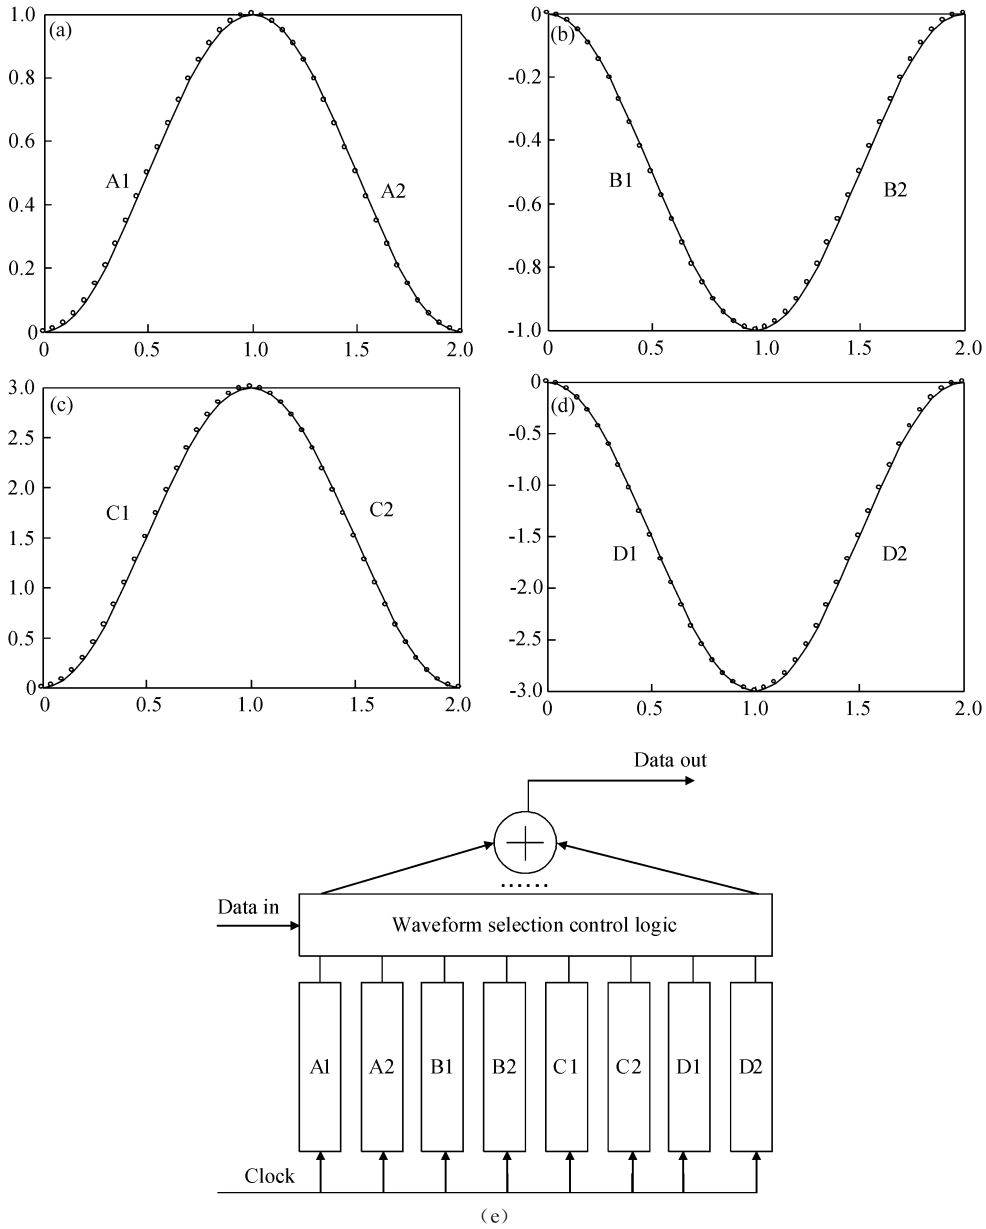 (a)
1.0
0.8
0.6
0.4
0.2
0
A1
A2
0 0.5 1.0 1.5 2.0
(b)
0
-0.2
-0.4
-0.6
-0.8
-1.0
B1
B2
0 0.5 1.0 1.5 2.0
(c)
3.0
2.5
2.0
1.5
1.0
0.5
0
C1
C2
0 0.5 1.0 1.5 2.0
(d)
0
-0.5
-1.0
-1.5
-2.0
-2.5
-3.0
D1
D2
0 0.5 1.0 1.5 2.0
Data out
......
Data in
Waveform selection control logic
A1 A2 B1 B2 C1 C2 D1 D2
Clock
（e）